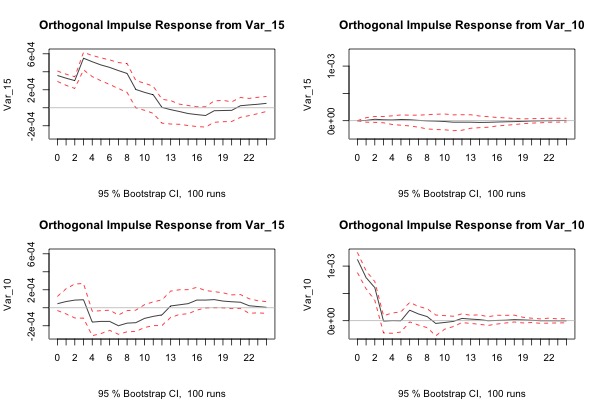 Orthogonal Impulse Response from Var_15
Var_15
-2e-04 2e-04 6e-04
0 2 4 6 8 10 13 16 19 22
95 % Bootstrap CI, 100 runs
Orthogonal Impulse Response from Var_10
Var_15
0e+00 1e-03
0 2 4 6 8 10 13 16 19 22
95 % Bootstrap CI, 100 runs
Orthogonal Impulse Response from Var_15
Var_10
-2e-04 2e-04 6e-04
0 2 4 6 8 10 13 16 19 22
95 % Bootstrap CI, 100 runs
Orthogonal Impulse Response from Var_10
Var_10
0e+00 1e-03
0 2 4 6 8 10 13 16 19 22
95 % Bootstrap CI, 100 runs